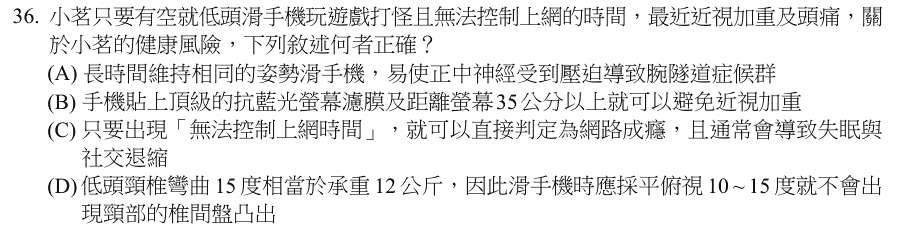 36. 小茗只要有空就低頭滑手機玩遊戲打怪且無法控制上網的時間，最近近視加重及頭痛，關
於小茗的健康風險，下列敘述何者正確？
(A) 長時間維持相同的姿勢滑手機，易使正中神經受到壓迫導致腕隧道症候群
(B) 手機貼上頂級的抗藍光螢幕濾膜及距離螢幕35公分以上就可以避免近視加重
(C) 只要出現「無法控制上網時間」，就可以直接判定為網路成癮，且通常會導致失眠與
社交退縮
(D) 低頭頸椎彎曲15度相當於承重12公斤，因此滑手機時應採平俯視10～15度就不會出
現頸部的椎間盤凸出